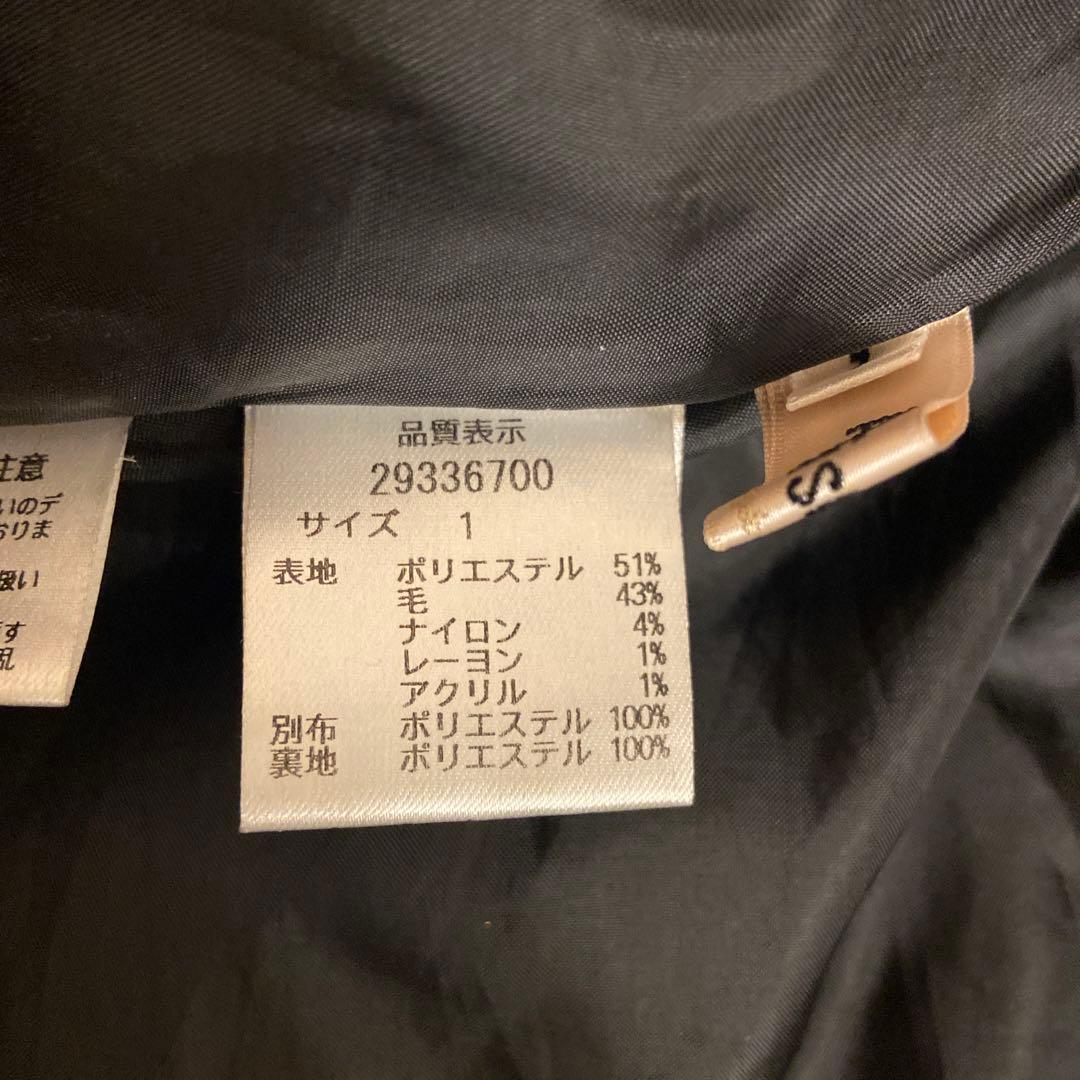 注意
いのデ
おりま
扱い
す
乱
品質表示
29336700
サイズ 1
表地 ポリエステル 51%
毛 43%
ナイロン 4%
レーヨン 1%
アクリル 1%
別布 ポリエステル 100%
裏地 ポリエステル 100%
S